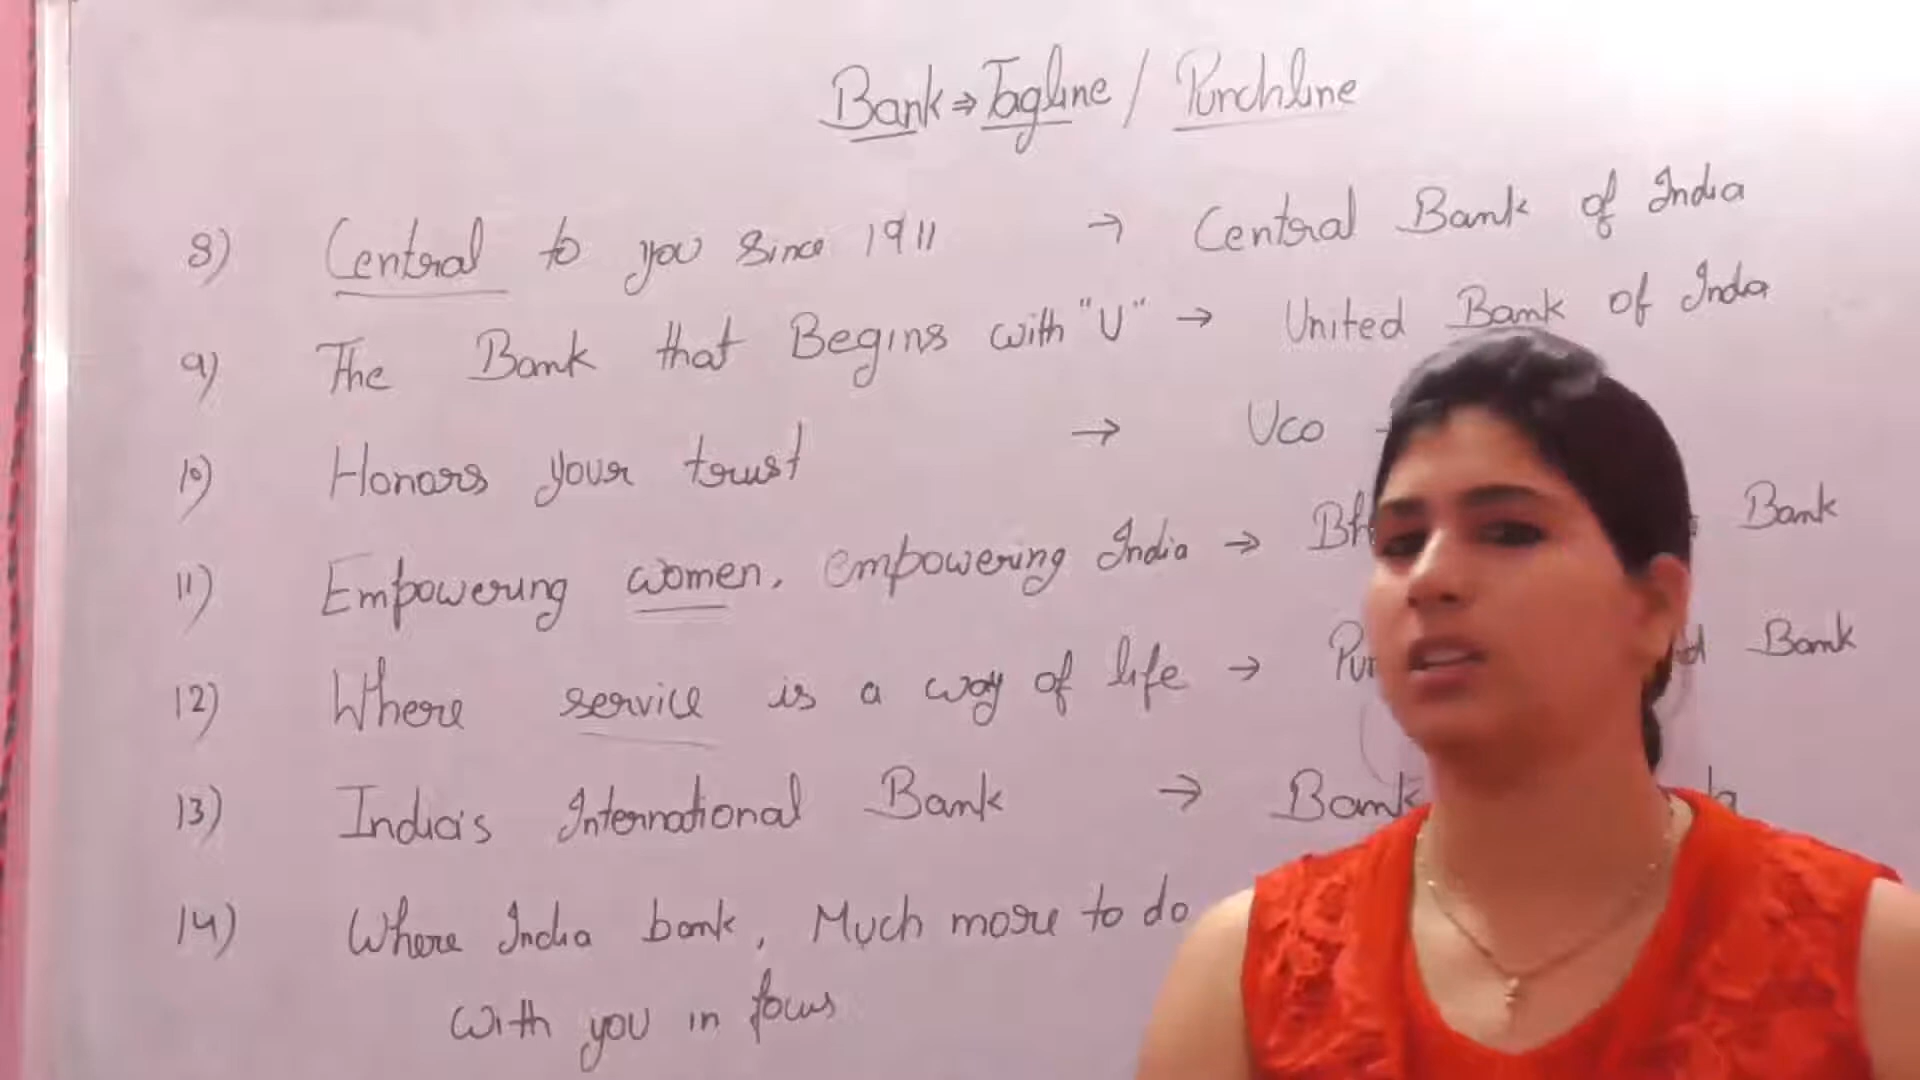 Bank ⇒ Tagline / Punchline
8) Central to you since 1911 → Central Bank of India
9) The Bank that Begins with "U" → United Bank of India
10) Honors your trust → Uco
11) Empowering women, empowering India → Bank
12) Where service is a way of life → Bank
13) India's International Bank → Bank
14) Where India bank, Much more to do
with you in focus